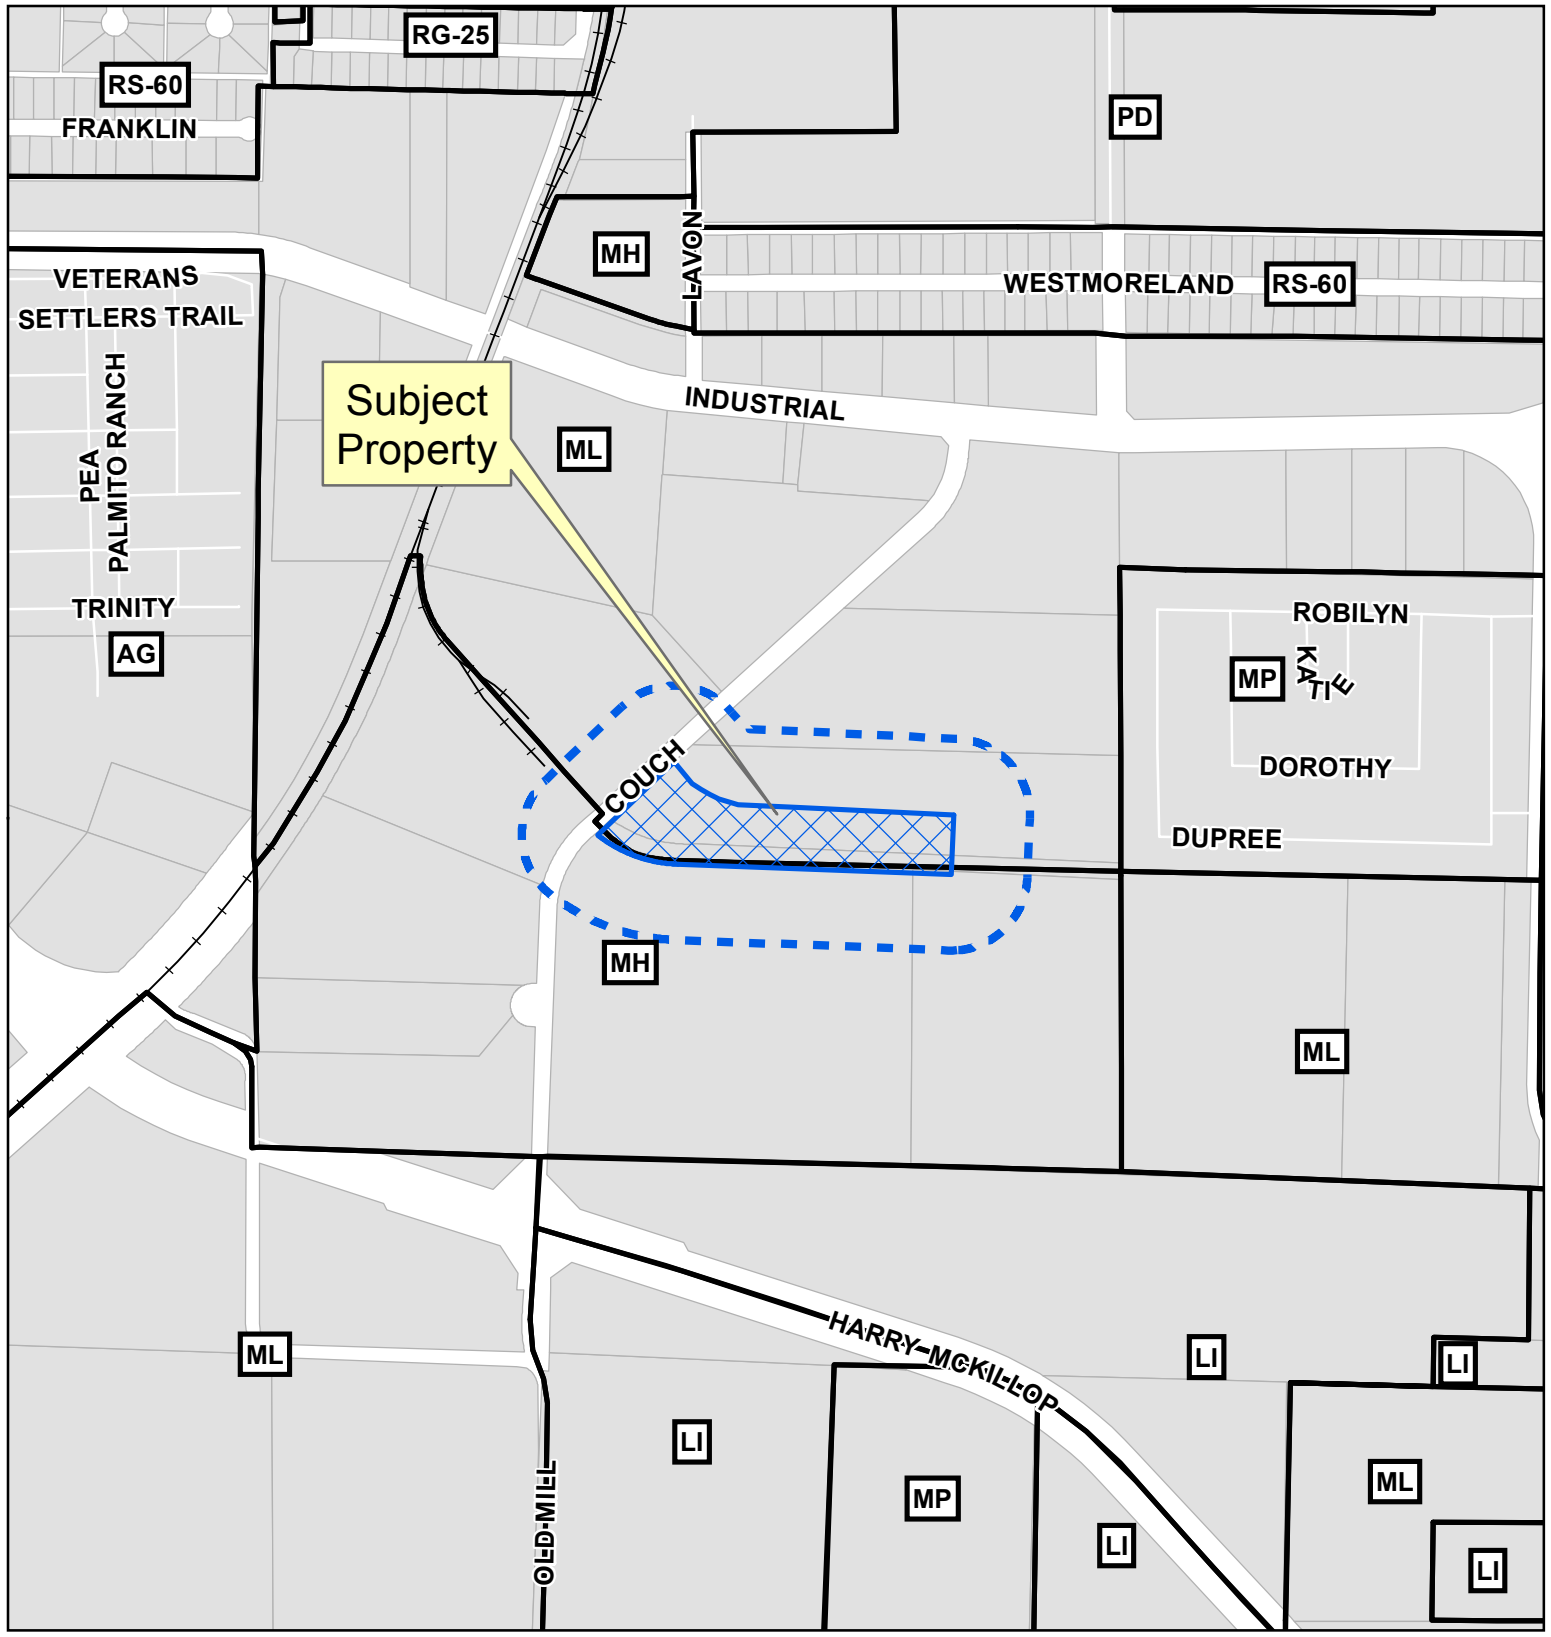 RG-25
RS-60
PD
FRANKLIN
LAVON
MH
VETERANS
WESTMORELAND
RS-60
SETTLERS TRAIL
PALMITO RANCH
PEA
Subject
Property
INDUSTRIAL
ML
TRINITY
AG
ROBILYN
KATIE
MP
DOROTHY
COUCH
DUPREE
MH
ML
HARRY MCKILLOP
ML
LI
LI
LI
ML
MP
OLD MILL
LI
LI